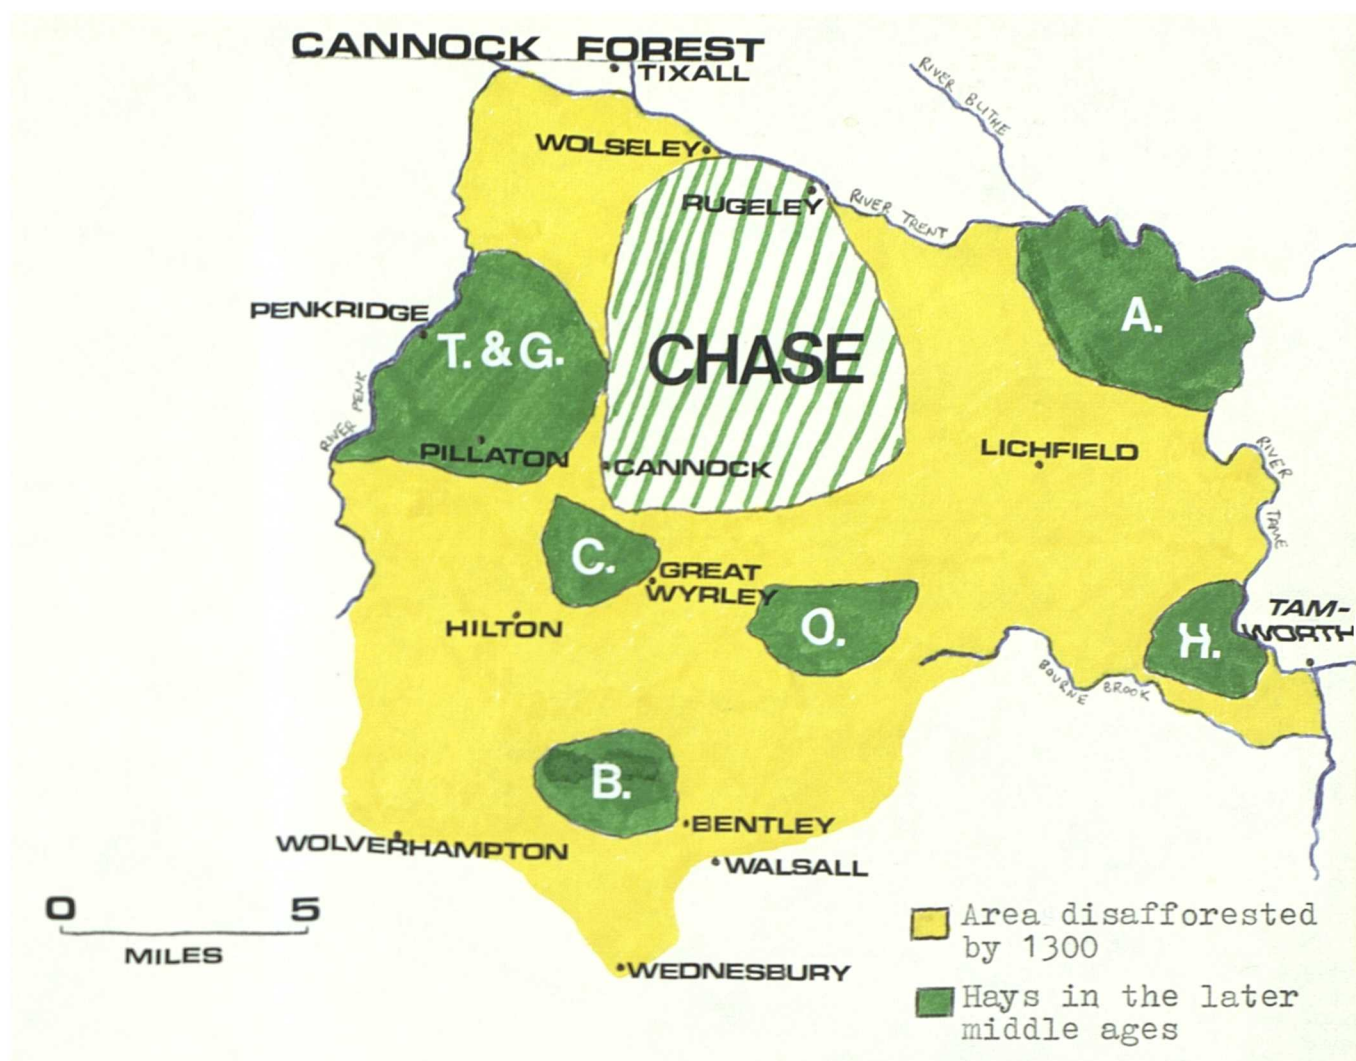 CANNOCK FOREST
TIXALL
RIVER BLITHE
WOLSELEY
RUGELEY
RIVER TRENT
PENKRIDGE
T. & G.
CHASE
A.
RIVER PENK
PILLATON
CANNOCK
LICHFIELD
RIVER TAME
C.
GREAT
WYRLEY
HILTON
O.
H.
TAM-
WORTH
BOURNE BROOK
B.
BENTLEY
WOLVERHAMPTON
WALSALL
0 5
MILES
WEDNESBURY
Area disafforested
by 1300
Hays in the later
middle ages